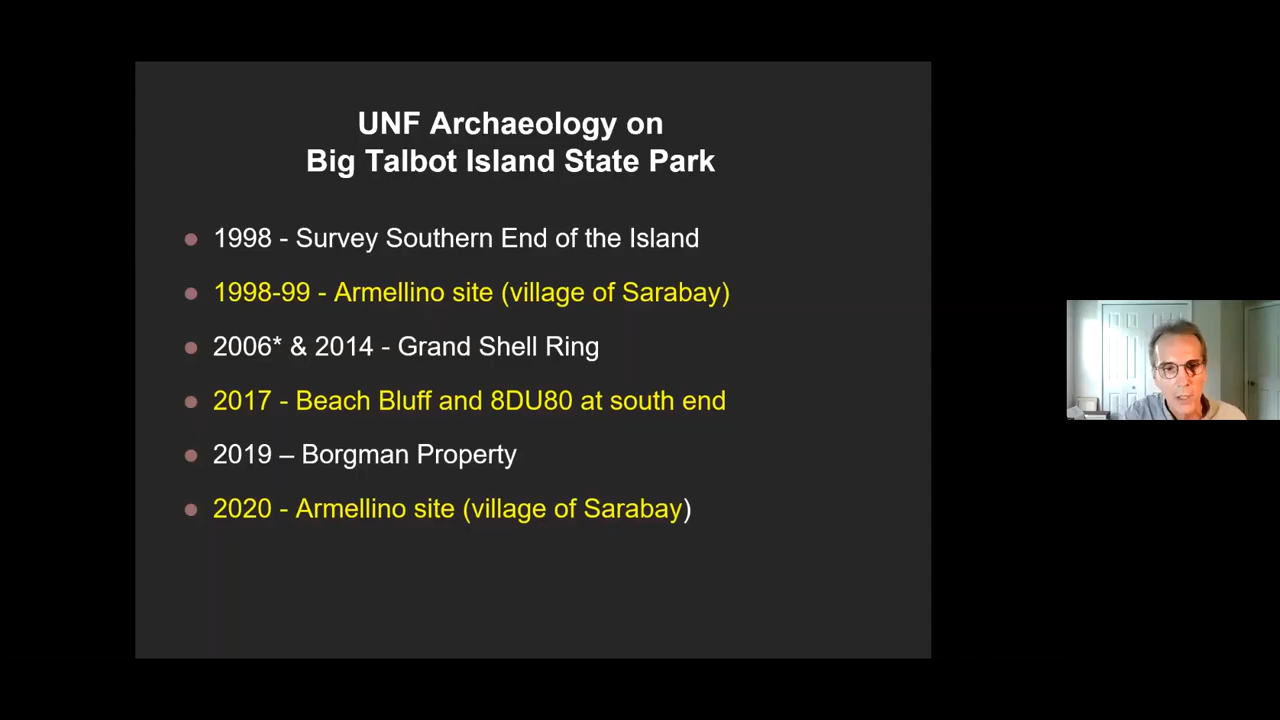 UNF Archaeology on
Big Talbot Island State Park
1998 - Survey Southern End of the Island
1998-99 - Armellino site (village of Sarabay)
2006* & 2014 - Grand Shell Ring
2017 - Beach Bluff and 8DU80 at south end
2019 – Borgman Property
2020 - Armellino site (village of Sarabay)